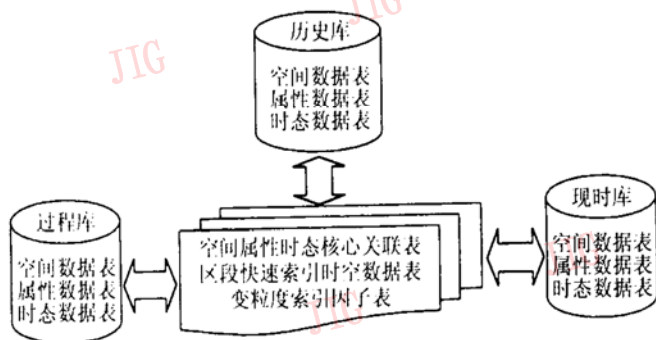 JIG
JIG
历史库
空间数据表
属性数据表
时态数据表
过程库
空间数据表
属性数据表
时态数据表
空间属性时态核心关联表
区段快速索引时空数据表
变粒度索引因子表
现时库
空间数据表
属性数据表
时态数据表
JIG
JIG